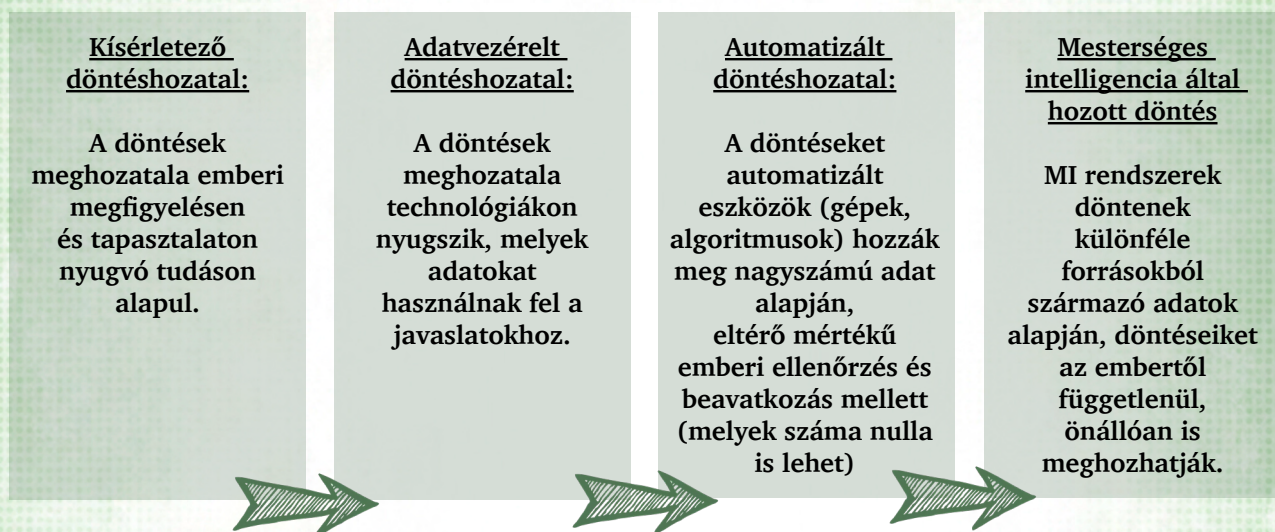 Kísérletező
döntéshozatal:
A döntések
meghozatala emberi
megfigyelésen
és tapasztalaton
nyugvó tudáson
alapul.
Adatvezérelt
döntéshozatal:
A döntések
meghozatala
technológiákon
nyugszik, melyek
adatokat
használnak fel a
javaslatokhoz.
Automatizált
döntéshozatal:
A döntéseket
automatizált
eszközök (gépek,
algoritmusok) hozzák
meg nagyszámú adat
alapján,
eltérő mértékű
emberi ellenőrzés és
beavatkozás mellett
(melyek száma nulla
is lehet)
Mesterséges
intelligencia által
hozott döntés
MI rendszerek
döntenek
különféle
forrásokból
származó adatok
alapján, döntéseiket
az embertől
függetlenül,
önállóan is
meghozhatják.